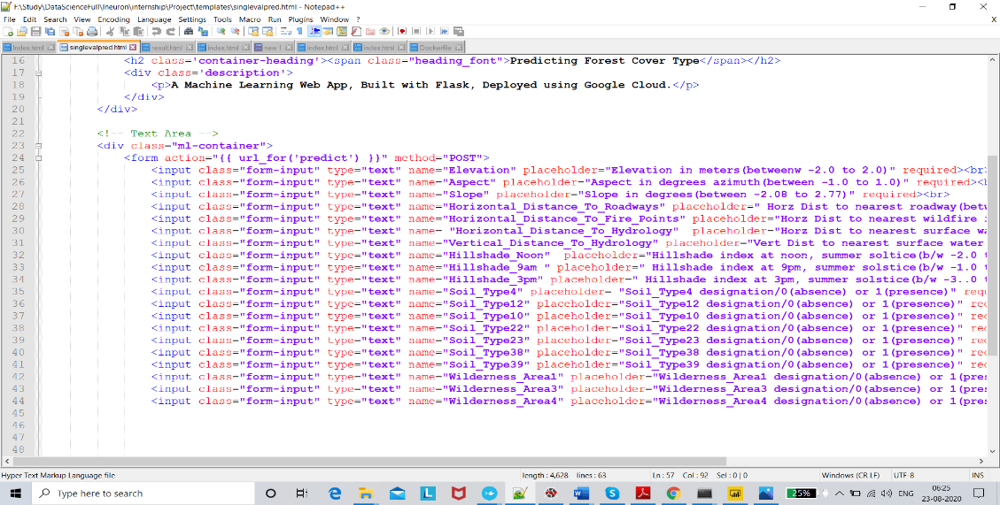 F:\Study\DataScienceFull\Ineuron\internship\Project\templates\singlevalpred.html - Notepad++
File Edit Search View Encoding Language Settings Tools Macro Run Plugins Window ? X
Index.html singlevalpred.html result.html index.html new 1 index.html index.html Dockerfile
16 <h2 class='container-heading'><span class="heading_font">Predicting Forest Cover Type</span></h2>
17 <div class='description'>
18 <p>A Machine Learning Web App, Built with Flask, Deployed using Google Cloud.</p>
19 </div>
20 </div>
21
22 <!-- Text Area -->
23 <div class="ml-container">
24 <form action="{{ url_for('predict') }}" method="POST">
25 <input class="form-input" type="text" name="Elevation" placeholder="Elevation in meters(betweenw -2.0 to 2.0)" required><br>
26 <input class="form-input" type="text" name="Aspect" placeholder="Aspect in degrees azimuth(between -1.0 to 1.0)" required><b
27 <input class="form-input" type="text" name="Slope" placeholder="Slope in degrees(between -2.08 to 2.77)" required><br>
28 <input class="form-input" type="text" name="Horizontal_Distance_To_Roadways" placeholder=" Horz Dist to nearest roadway(betw
29 <input class="form-input" type="text" name="Horizontal_Distance_To_Fire_Points" placeholder="Horz Dist to nearest wildfire
30 <input class="form-input" type="text" name= "Horizontal_Distance_To_Hydrology" placeholder="Horz Dist to nearest surface wa
31 <input class="form-input" type="text" name="Vertical_Distance_To_Hydrology" placeholder="Vert Dist to nearest surface water
32 <input class="form-input" type="text" name="Hillshade_Noon" placeholder="Hillshade index at noon, summer soltice(b/w -2.0 t
33 <input class="form-input" type="text" name="Hillshade_9am " placeholder=" Hillshade index at 9pm, summer solstice(b/w -1.0 t
34 <input class="form-input" type="text" name="Hillshade_3pm" placeholder=" Hillshade index at 3pm, summer solstice(b/w -3..0 t
35 <input class="form-input" type="text" name="Soil_Type4" placeholder= "Soil_Type4 designation/0(absence) or 1(presence)" requ
36 <input class="form-input" type="text" name="Soil_Type12" placeholder="Soil_Type12 designation/0(absence) or 1(presence)" rec
37 <input class="form-input" type="text" name="Soil_Type10" placeholder="Soil_Type10 designation/0(absence) or 1(presence)" rec
38 <input class="form-input" type="text" name="Soil_Type22" placeholder="Soil_Type22 designation/0(absence) or 1(presence)" rec
39 <input class="form-input" type="text" name="Soil_Type23" placeholder="Soil_Type23 designation/0(absence) or 1(presence)" rec
40 <input class="form-input" type="text" name="Soil_Type38" placeholder="Soil_Type38 designation/0(absence) or 1(presence)" rec
41 <input class="form-input" type="text" name="Soil_Type39" placeholder="Soil_Type39 designation/0(absence) or 1(presence)" rec
42 <input class="form-input" type="text" name="Wilderness_Area1" placeholder="Wilderness_Area1 designation/0(absence) or 1(pres
43 <input class="form-input" type="text" name="Wilderness_Area3" placeholder="Wilderness_Area3 designation/0(absence) or 1(pres
44 <input class="form-input" type="text" name="Wilderness_Area4" placeholder="Wilderness_Area4 designation/0(absence) or 1(pres
45
46
47
48
Hyper Text Markup Language file length : 4,628 lines : 63 Ln : 57 Col : 92 Sel : 0 | 0 Windows (CR LF) UTF-8 INS
Type here to search 25% ENG 06:25
23-08-2020